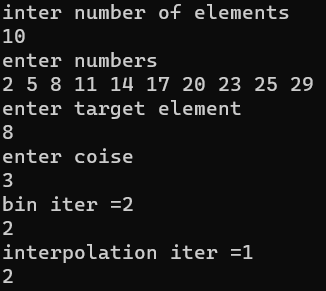 inter number of elements
10
enter numbers
2 5 8 11 14 17 20 23 25 29
enter target element
8
enter coise
3
bin iter =2
2
interpolation iter =1
2